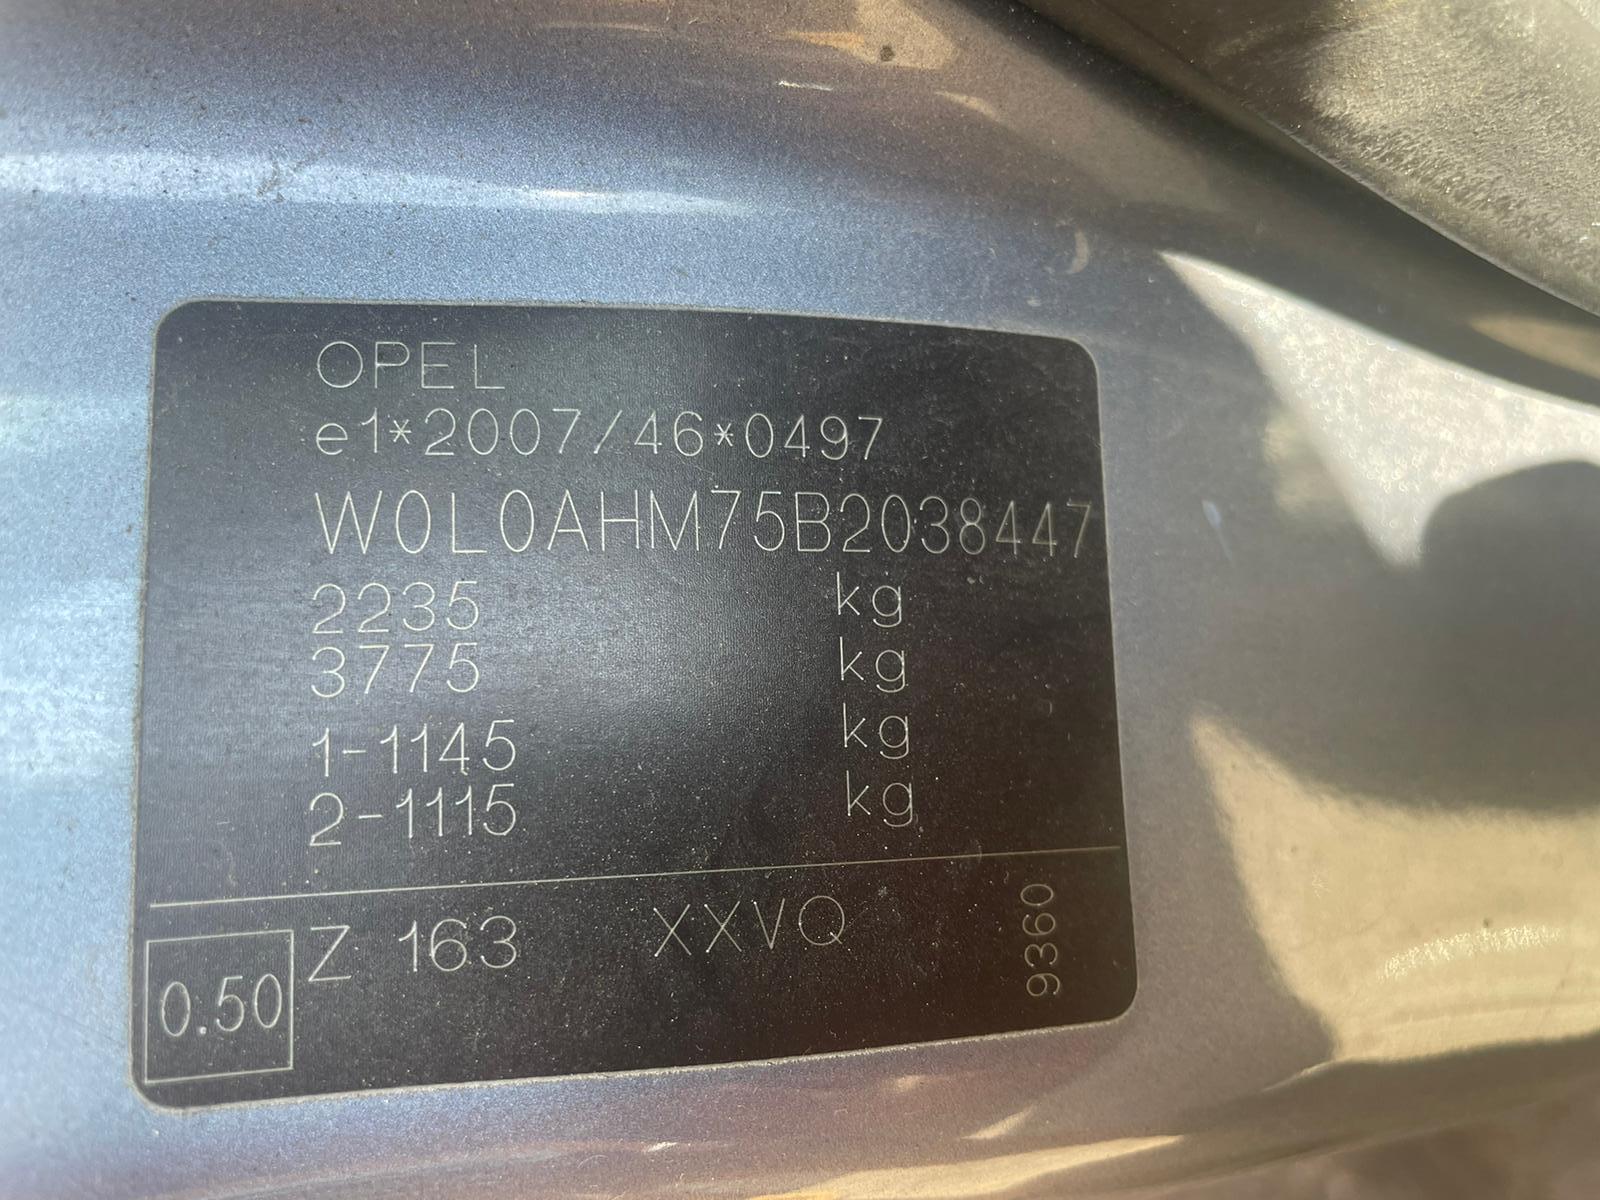 OPEL
e1*2007/46*0497
W0L0AHM75B2038447
2235 kg
3775 kg
1-1145 kg
2-1115 kg
0.50 Z 163 XXVQ
9360